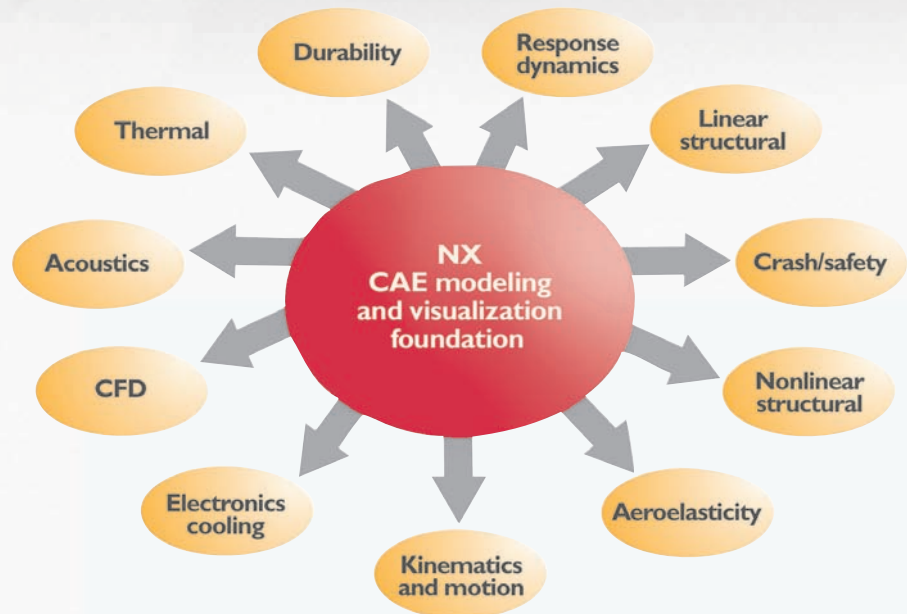 Durability
Response
dynamics
Thermal
Linear
structural
Acoustics
NX
CAE modeling
and visualization
foundation
Crash/safety
CFD
Nonlinear
structural
Electronics
cooling
Aeroelasticity
Kinematics
and motion